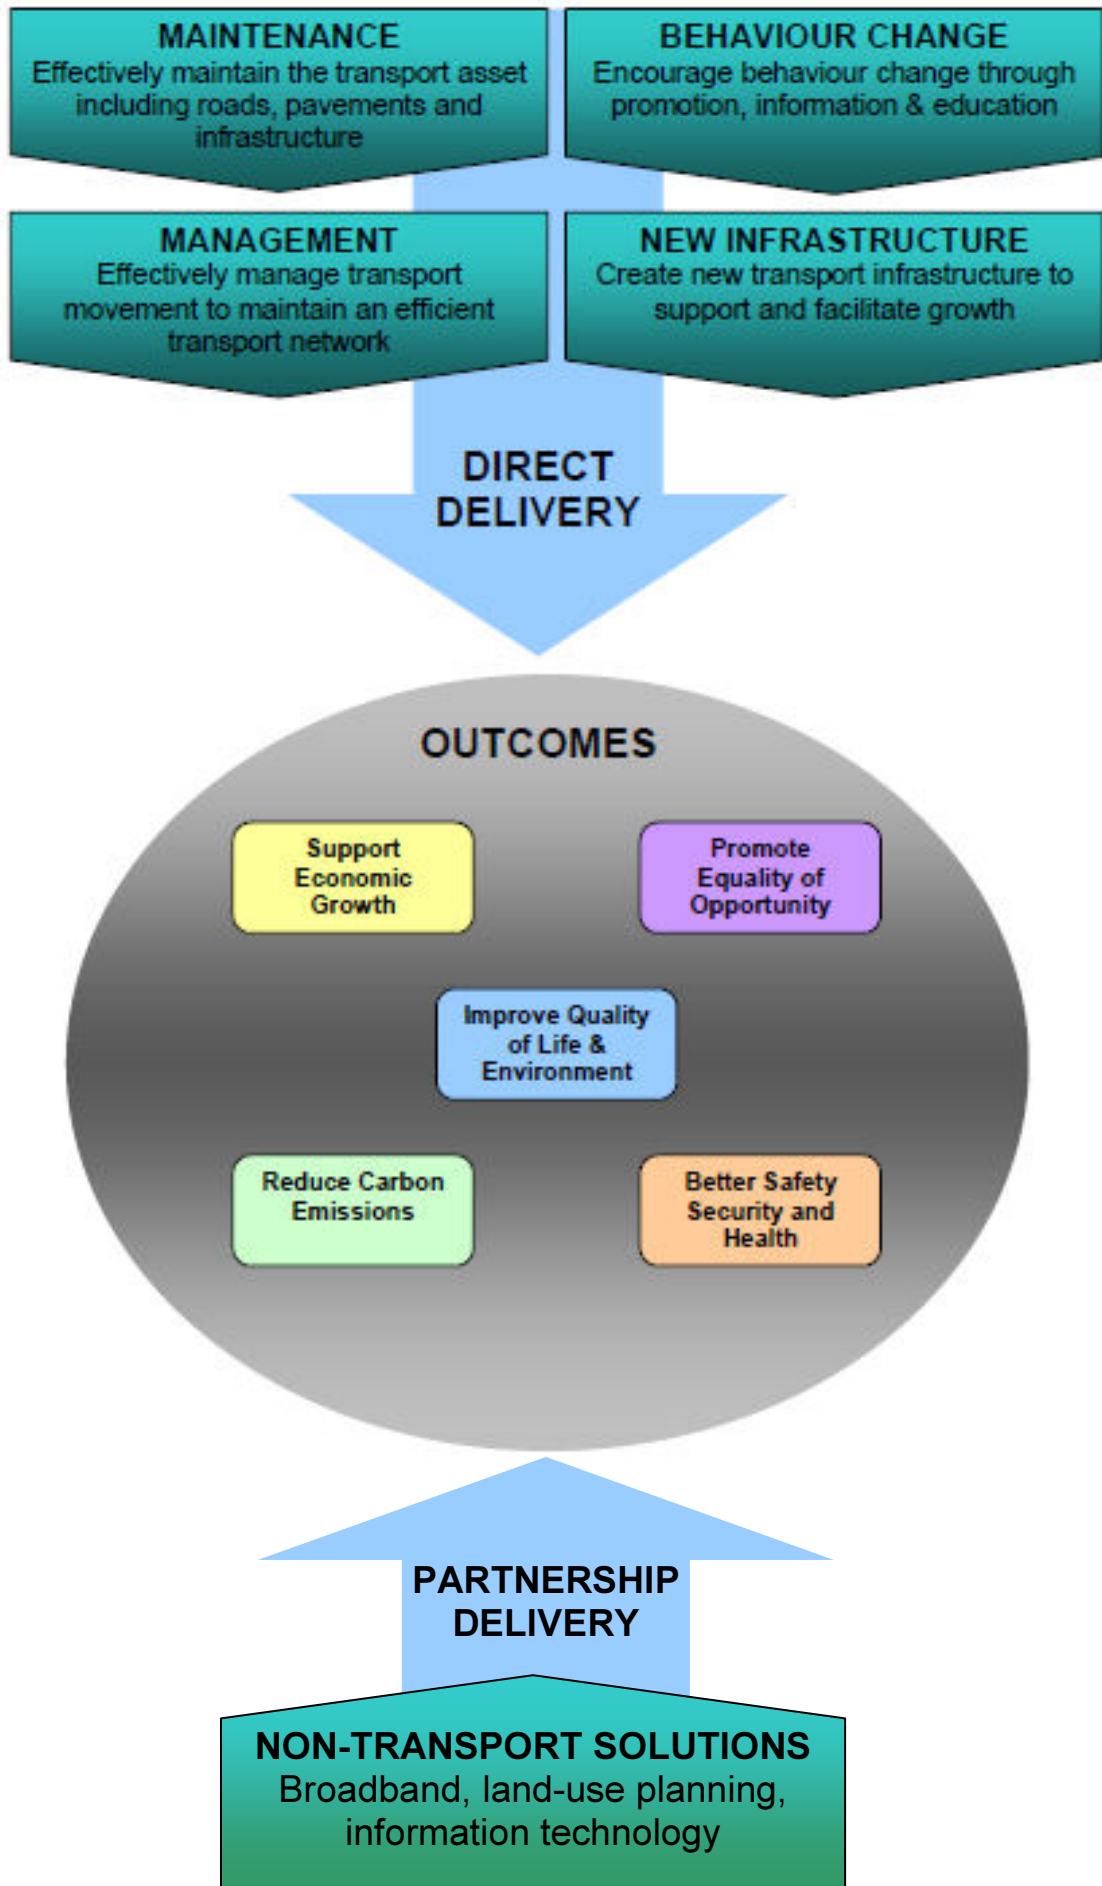 MAINTENANCE
Effectively maintain the transport asset
including roads, pavements and
infrastructure
BEHAVIOUR CHANGE
Encourage behaviour change through
promotion, information & education
MANAGEMENT
Effectively manage transport
movement to maintain an efficient
transport network
NEW INFRASTRUCTURE
Create new transport infrastructure to
support and facilitate growth
DIRECT
DELIVERY
OUTCOMES
Support
Economic
Growth
Promote
Equality of
Opportunity
Improve Quality
of Life &
Environment
Reduce Carbon
Emissions
Better Safety
Security and
Health
PARTNERSHIP
DELIVERY
NON-TRANSPORT SOLUTIONS
Broadband, land-use planning,
information technology